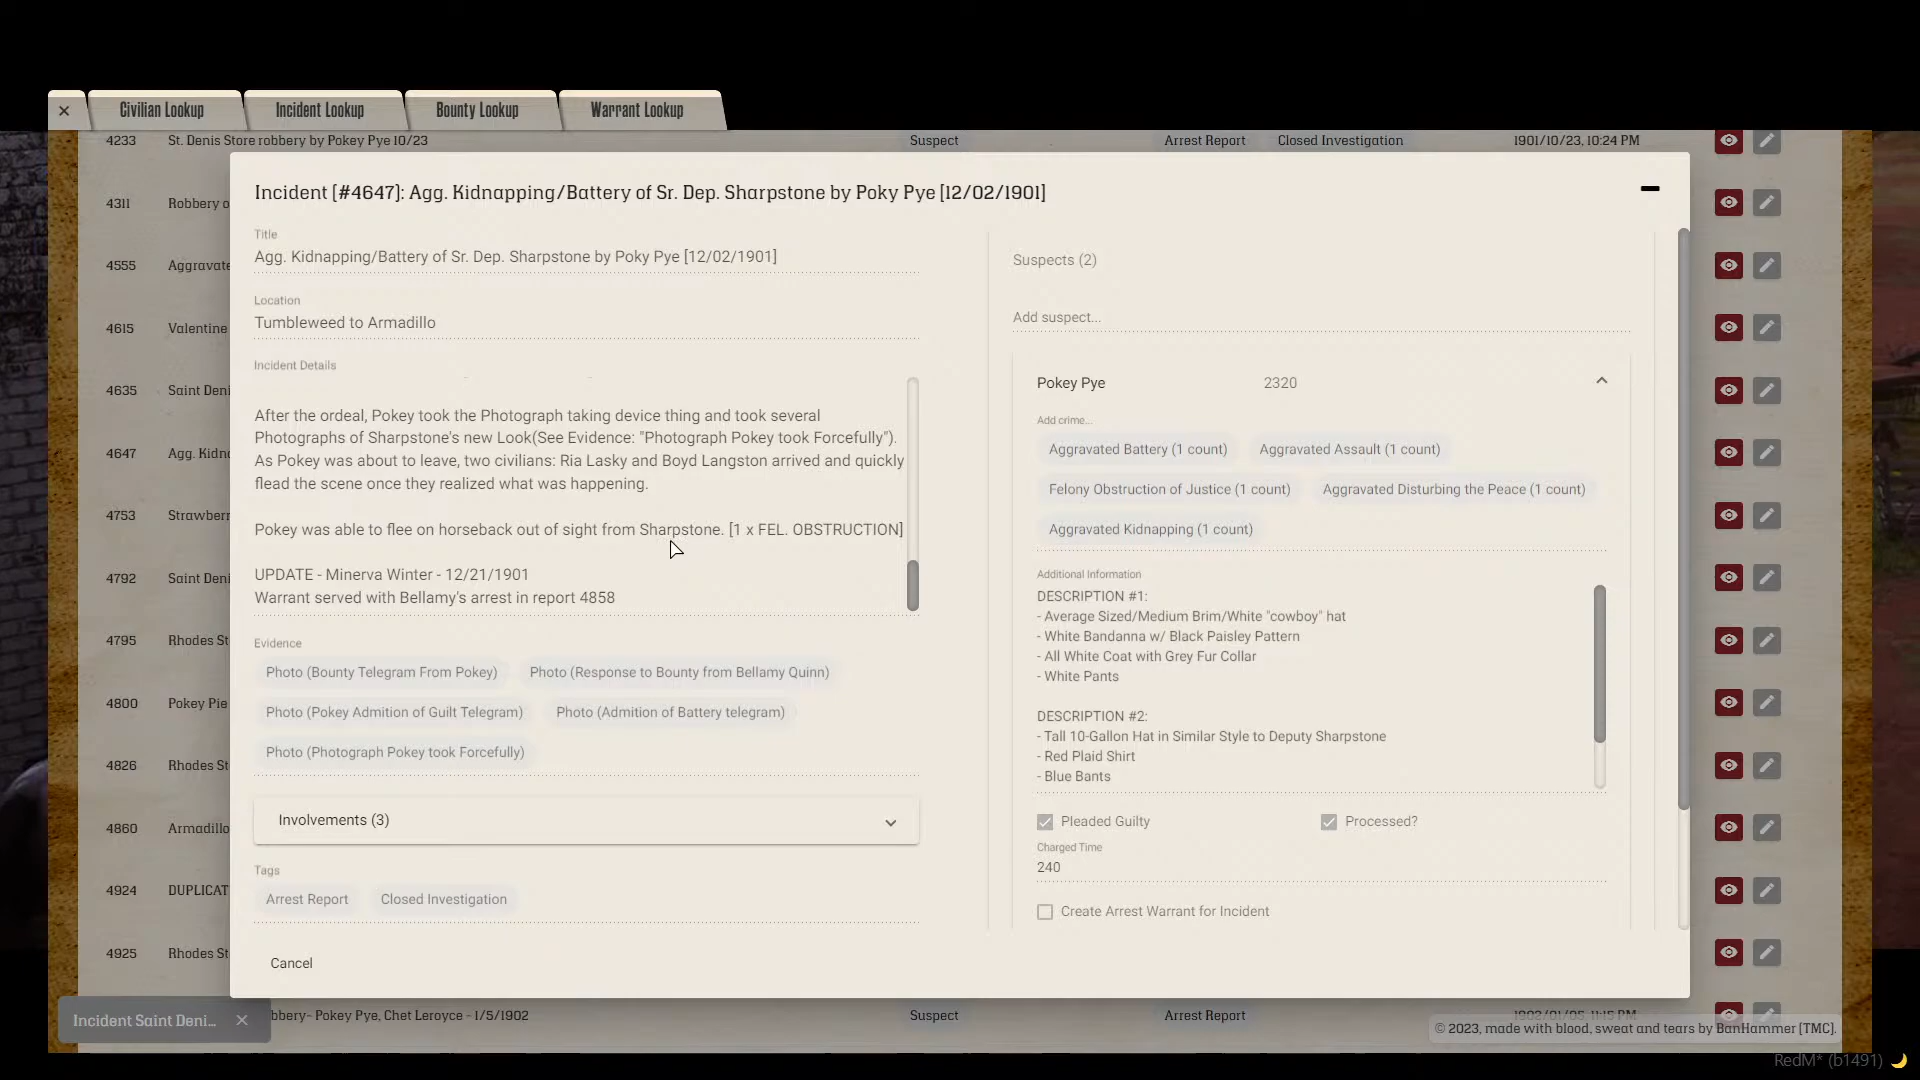 Civilian Lookup
Incident Lookup
Bounty Lookup
Warrant Lookup
4233 St. Denis Store robbery by Pokey Pye 10/23 Suspect Arrest Report Closed Investigation 1901/10/23, 10:24 PM
Incident [#4647]: Agg. Kidnapping/Battery of Sr. Dep. Sharpstone by Poky Pye [12/02/1901]
4311 Robbery o
4555 Aggravate
4615 Valentine
4635 Saint Deni
4647 Agg. Kidn
4753 Strawberr
4792 Saint Deni
4795 Rhodes St
4800 Pokey Pie
4826 Rhodes St
4860 Armadillo
4924 DUPLICAT
4925 Rhodes St
Title
Agg. Kidnapping/Battery of Sr. Dep. Sharpstone by Poky Pye [12/02/1901]
Location
Tumbleweed to Armadillo
Incident Details
After the ordeal, Pokey took the Photograph taking device thing and took several
Photographs of Sharpstone's new Look(See Evidence: "Photograph Pokey took Forcefully").
As Pokey was about to leave, two civilians: Ria Lasky and Boyd Langston arrived and quickly
flead the scene once they realized what was happening.
Pokey was able to flee on horseback out of sight from Sharpstone. [1 x FEL. OBSTRUCTION]
UPDATE - Minerva Winter - 12/21/1901
Warrant served with Bellamy's arrest in report 4858
Evidence
Photo (Bounty Telegram From Pokey) Photo (Response to Bounty from Bellamy Quinn)
Photo (Pokey Admition of Guilt Telegram) Photo (Admition of Battery telegram)
Photo (Photograph Pokey took Forcefully)
Involvements (3)
Tags
Arrest Report Closed Investigation
Cancel
Suspects (2)
Add suspect...
Pokey Pye 2320
Add crime...
Aggravated Battery (1 count) Aggravated Assault (1 count)
Felony Obstruction of Justice (1 count) Aggravated Disturbing the Peace (1 count)
Aggravated Kidnapping (1 count)
Additional Information
DESCRIPTION #1:
- Average Sized/Medium Brim/White "cowboy" hat
- White Bandanna w/ Black Paisley Pattern
- All White Coat with Grey Fur Collar
- White Pants
DESCRIPTION #2:
- Tall 10-Gallon Hat in Similar Style to Deputy Sharpstone
- Red Plaid Shirt
- Blue Bants
Pleaded Guilty Processed?
Charged Time
240
Create Arrest Warrant for Incident
bbery- Pokey Pye, Chet Leroyce - 1/5/1902 Suspect Arrest Report 1902/01/05, 11:15 PM
Incident Saint Deni...
© 2023, made with blood, sweat and tears by BanHammer [TMC].
RedM* (b1491)